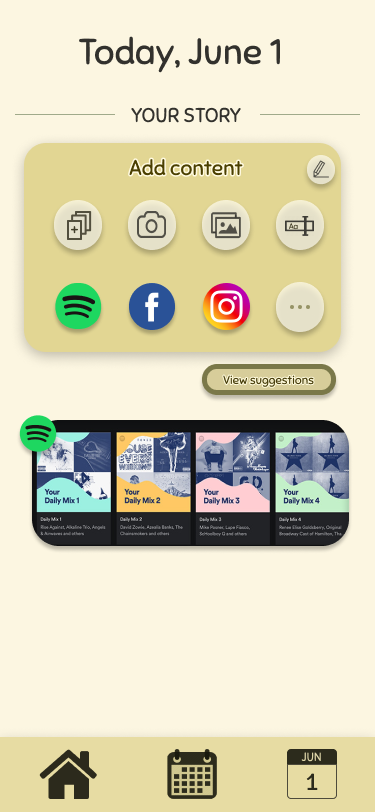 Today, June 1
YOUR STORY
Add content
Aa
View suggestions
Your
Daily Mix 1
Your
Daily Mix 2
Your
Daily Mix 3
Your
Daily Mix 4
Daily Mix 1
Rise Against, Alkaline Trio, Angels
& Airwaves and others
Daily Mix 2
David Zowie, Azealia Banks, The
Chainsmokers and others
Daily Mix 3
Mike Posner, Lupe Fiasco,
ScHoolboy Q and others
Daily Mix 4
Renée Elise Goldsberry, Original
Broadway Cast of Hamilton, The
JUN
1